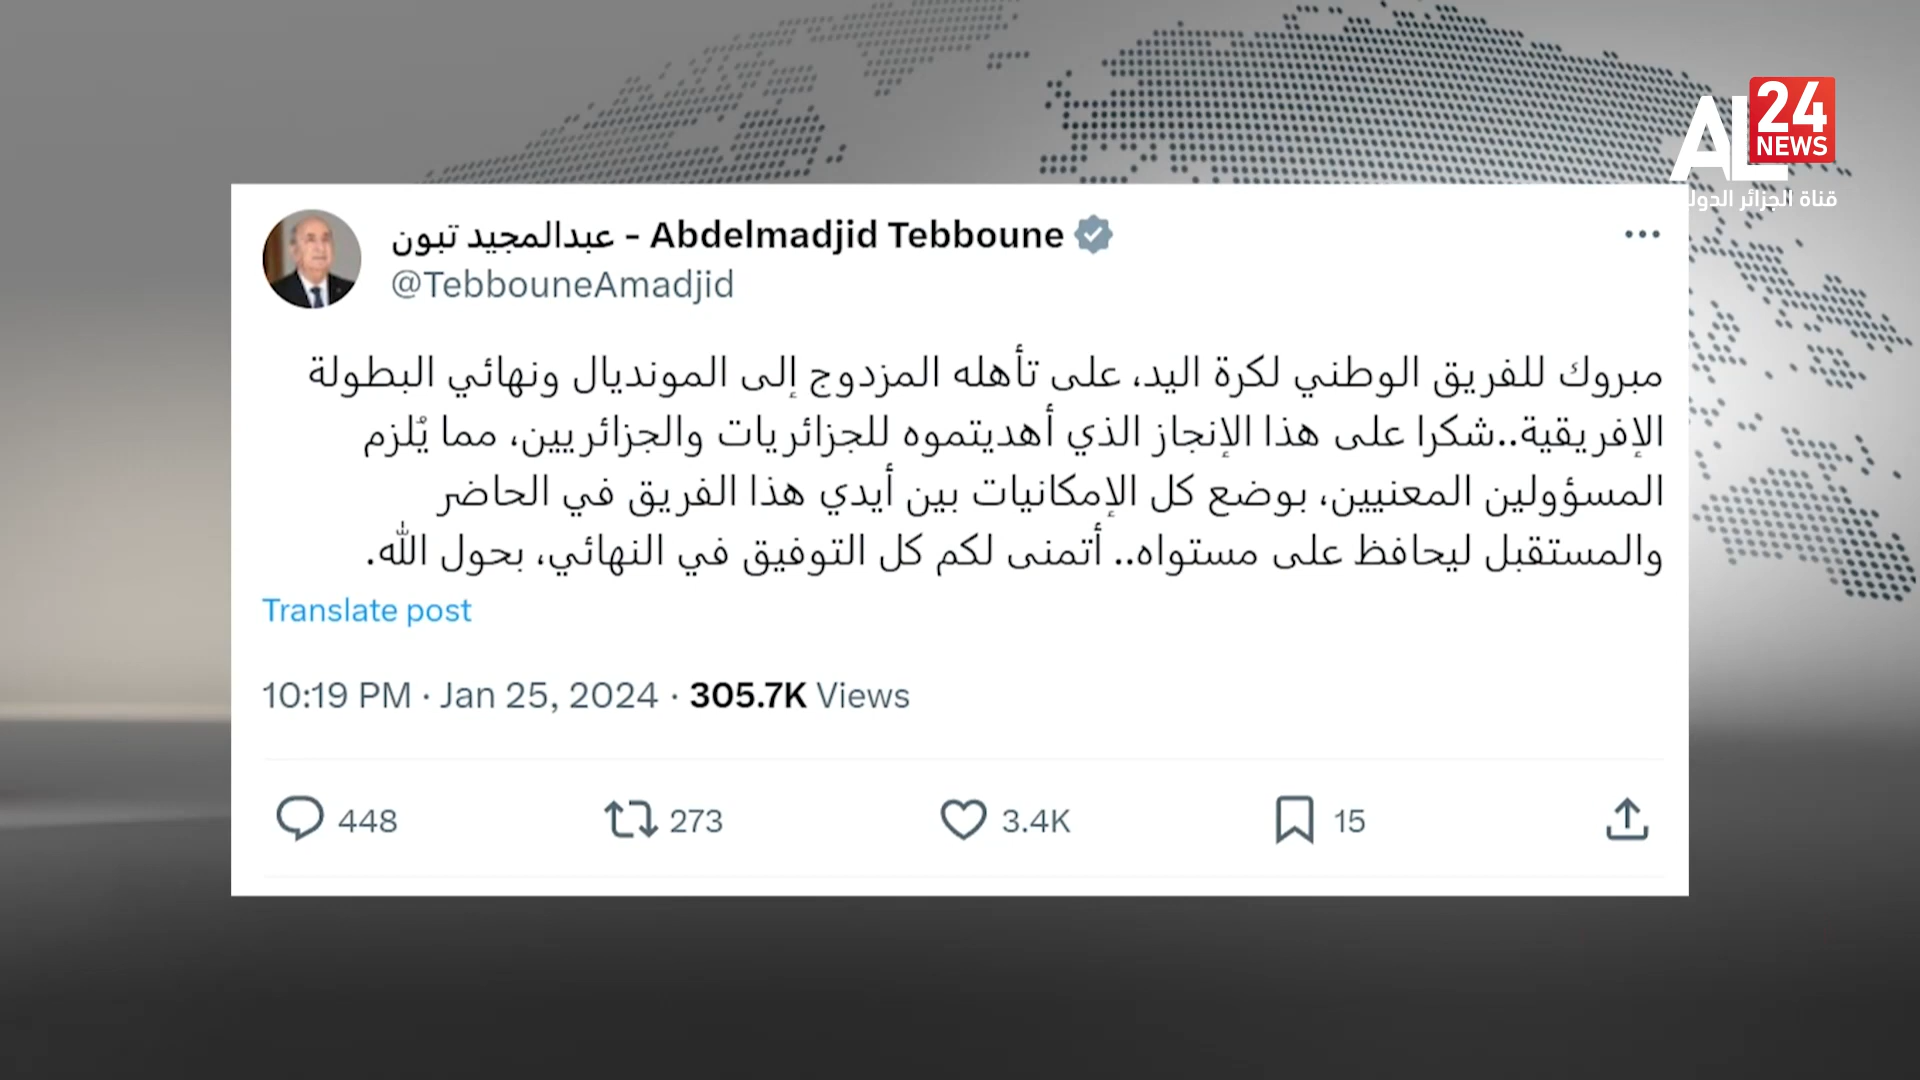 AL
24
NEWS
قناة الجزائر الدولـ
عبدالمجيد تبون - Abdelmadjid Tebboune
@TebbouneAmadjid
مبروك للفريق الوطني لكرة اليد، على تأهله المزدوج إلى المونديال ونهائي البطولة
الإفريقية..شكرا على هذا الإنجاز الذي أهديتموه للجزائريات والجزائريين، مما يُلزم
المسؤولين المعنيين، بوضع كل الإمكانيات بين أيدي هذا الفريق في الحاضر
والمستقبل ليحافظ على مستواه.. أتمنى لكم كل التوفيق في النهائي، بحول الله.
Translate post
10:19 PM · Jan 25, 2024 · 305.7K Views
448 273 3.4K 15